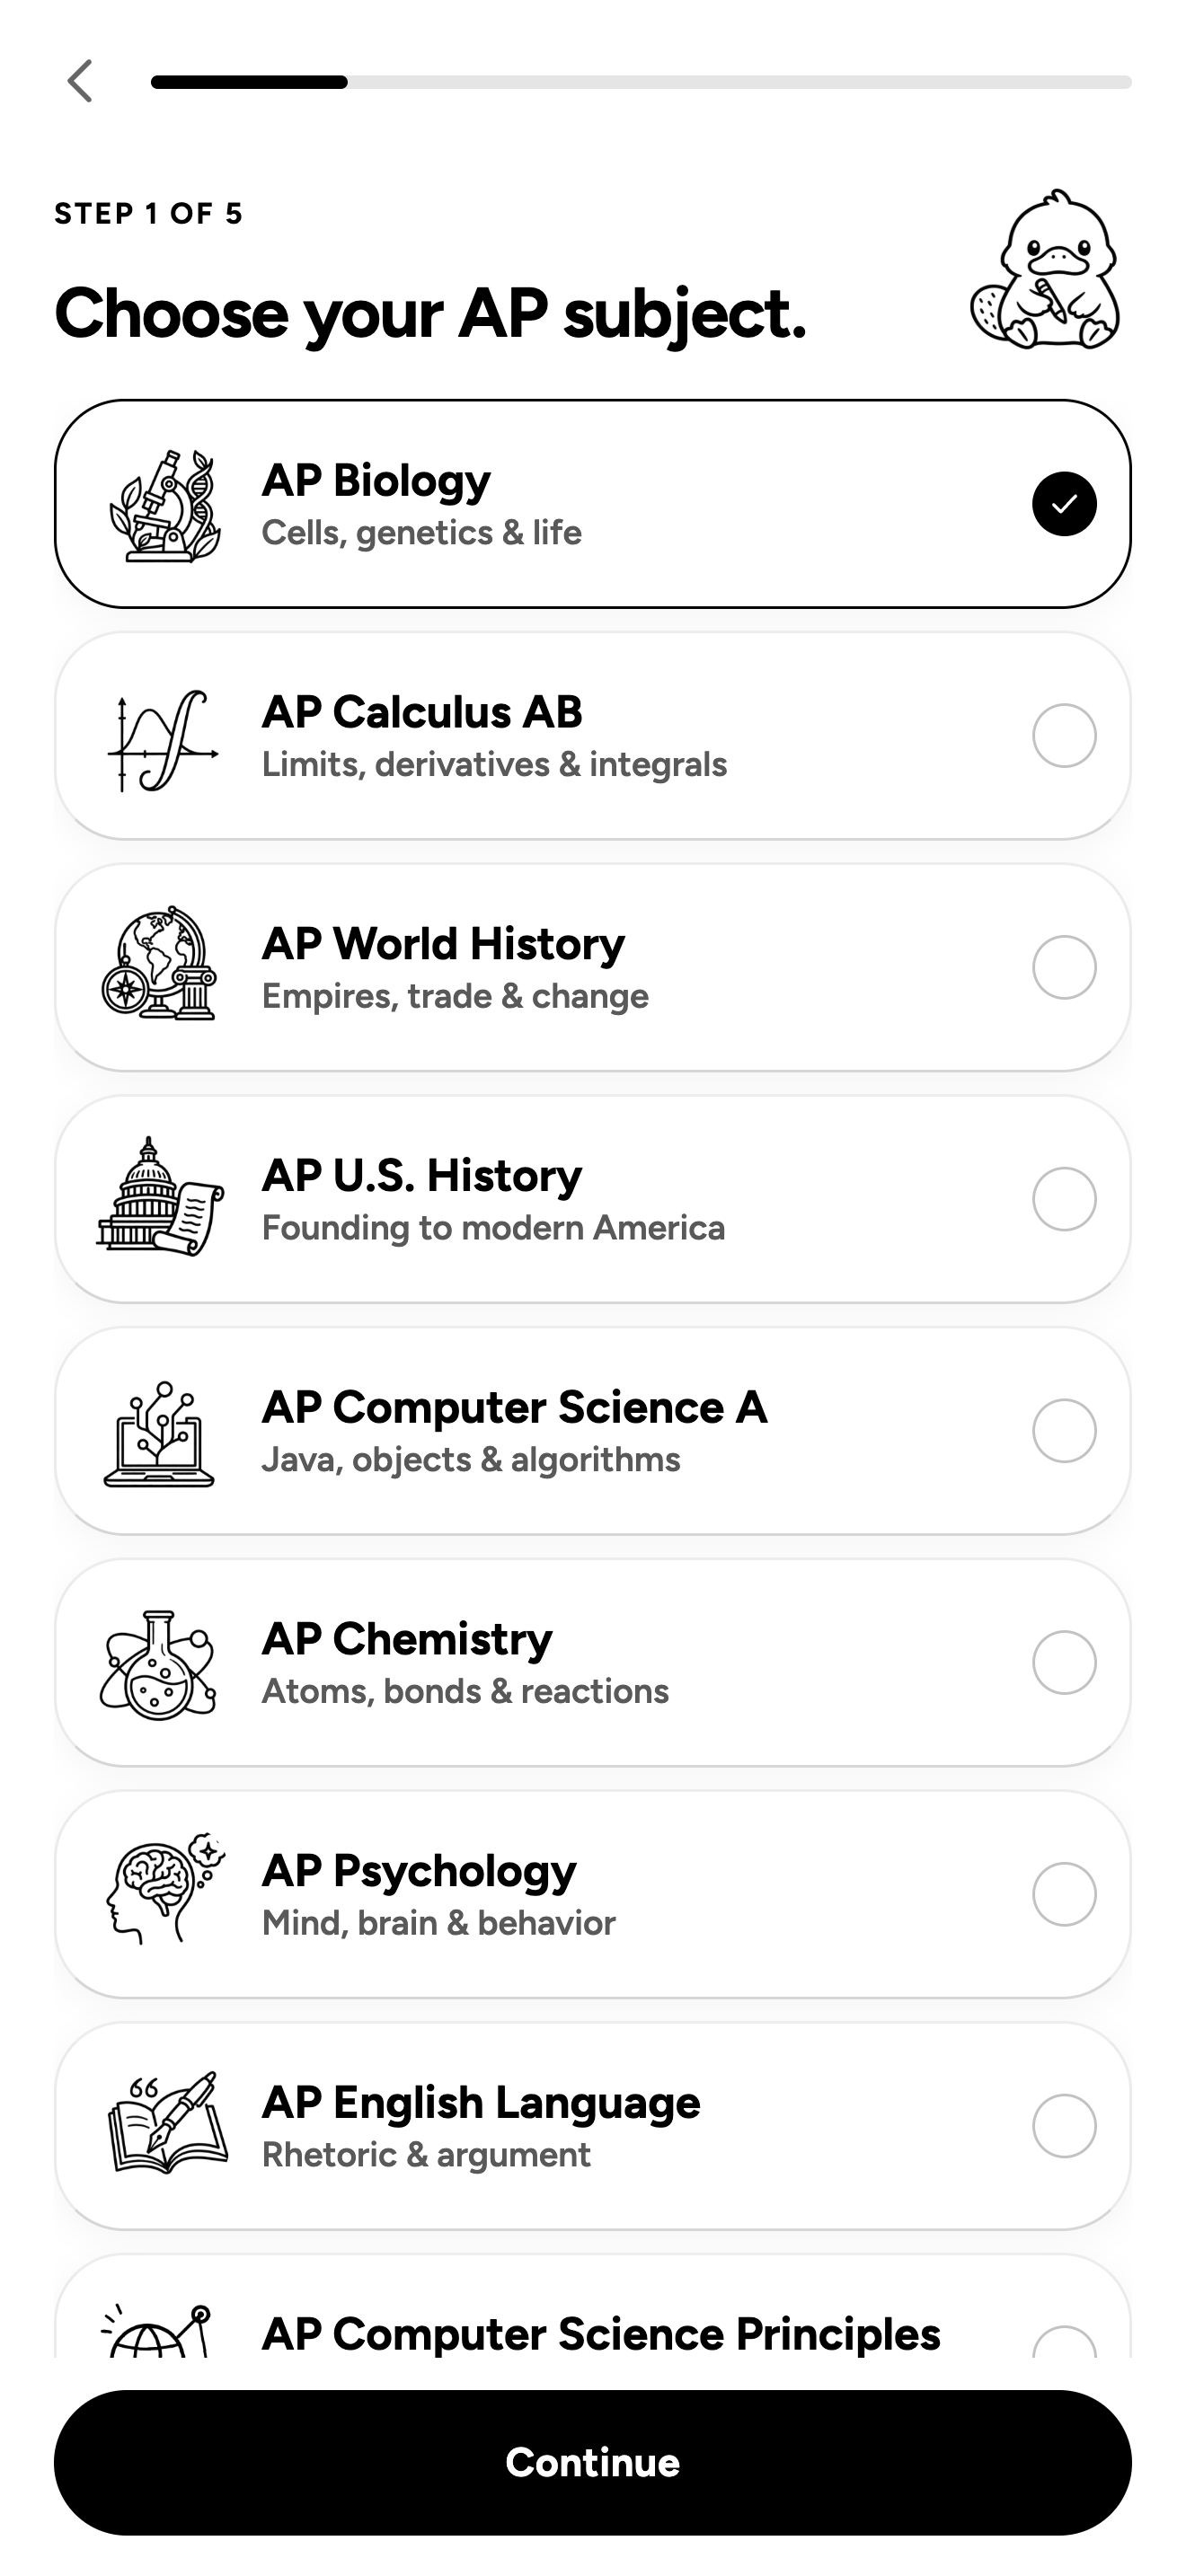 STEP 1 OF 5
Choose your AP subject.
AP Biology
Cells, genetics & life
AP Calculus AB
Limits, derivatives & integrals
AP World History
Empires, trade & change
AP U.S. History
Founding to modern America
AP Computer Science A
Java, objects & algorithms
AP Chemistry
Atoms, bonds & reactions
AP Psychology
Mind, brain & behavior
AP English Language
Rhetoric & argument
AP Computer Science Principles
Continue